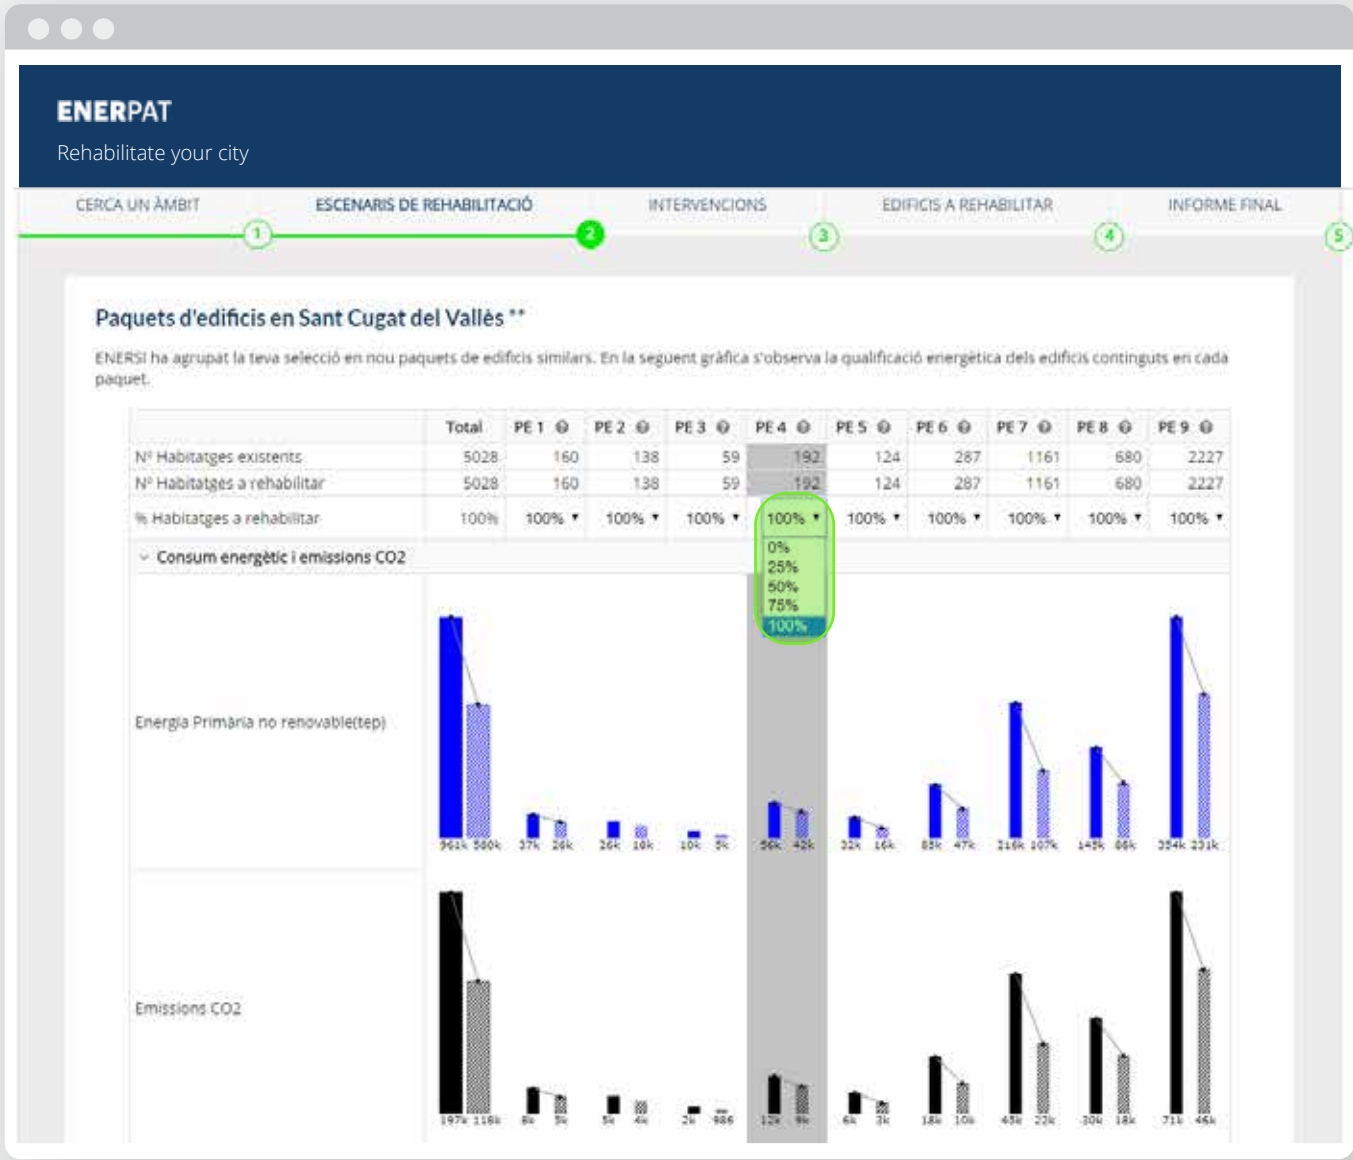 ENERPAT
Rehabilitate your city
CERCA UN ÀMBIT ESCENARIS DE REHABILITACIÓ INTERVENCIONS EDIFICIS A REHABILITAR INFORME FINAL
1 2 3 4 5
Paquets d'edificis en Sant Cugat del Vallès **
ENERSI ha agrupat la teva selecció en nou paquets de edificis similars. En la seguent gràfica s'observa la qualificació energètica dels edificis continguts en cada
paquet.
Total PE 1 PE 2 PE 3 PE 4 PE 5 PE 6 PE 7 PE 8 PE 9
Nº Habitatges existents 5028 160 138 59 192 124 287 1161 680 2227
Nº Habitatges a rehabilitar 5028 160 138 59 192 124 287 1161 680 2227
% Habitatges a rehabilitar 100% 100% 100% 100% 100% 100% 100% 100% 100% 100%
0%
Consum energètic i emissions CO2
25%
50%
75%
100%
Energia Primària no renovable(tep)
961k 580k 37k 26k 26k 18k 10k 5k 56k 42k 32k 16k 85k 47k 216k 107k 145k 86k 354k 231k
Emissions CO2
197k 118k 8k 5k 5k 4k 2k 986 12k 9k 6k 3k 18k 10k 45k 22k 30k 18k 71k 46k